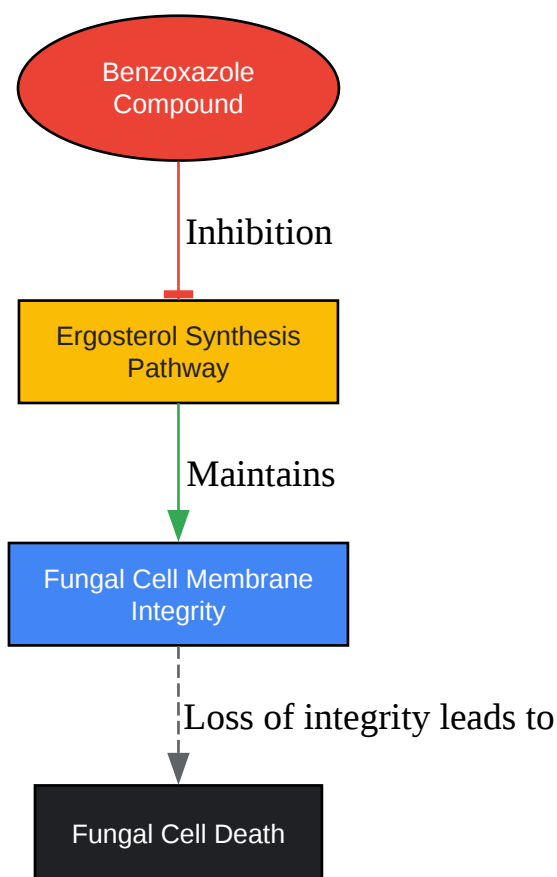 Benzoxazole
Compound
Inhibition
Ergosterol Synthesis
Pathway
Maintains
Fungal Cell Membrane
Integrity
Loss of integrity leads to
Fungal Cell Death